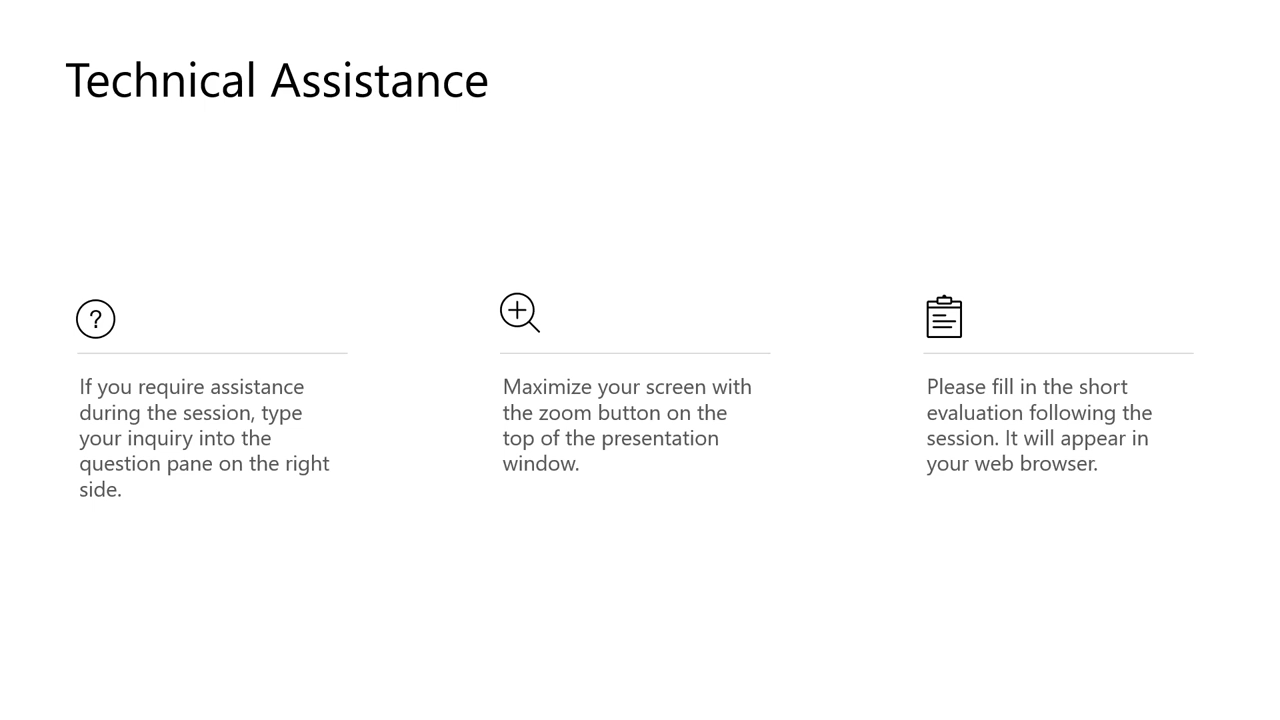 Technical Assistance
?
If you require assistance
during the session, type
your inquiry into the
question pane on the right
side.
Maximize your screen with
the zoom button on the
top of the presentation
window.
Please fill in the short
evaluation following the
session. It will appear in
your web browser.